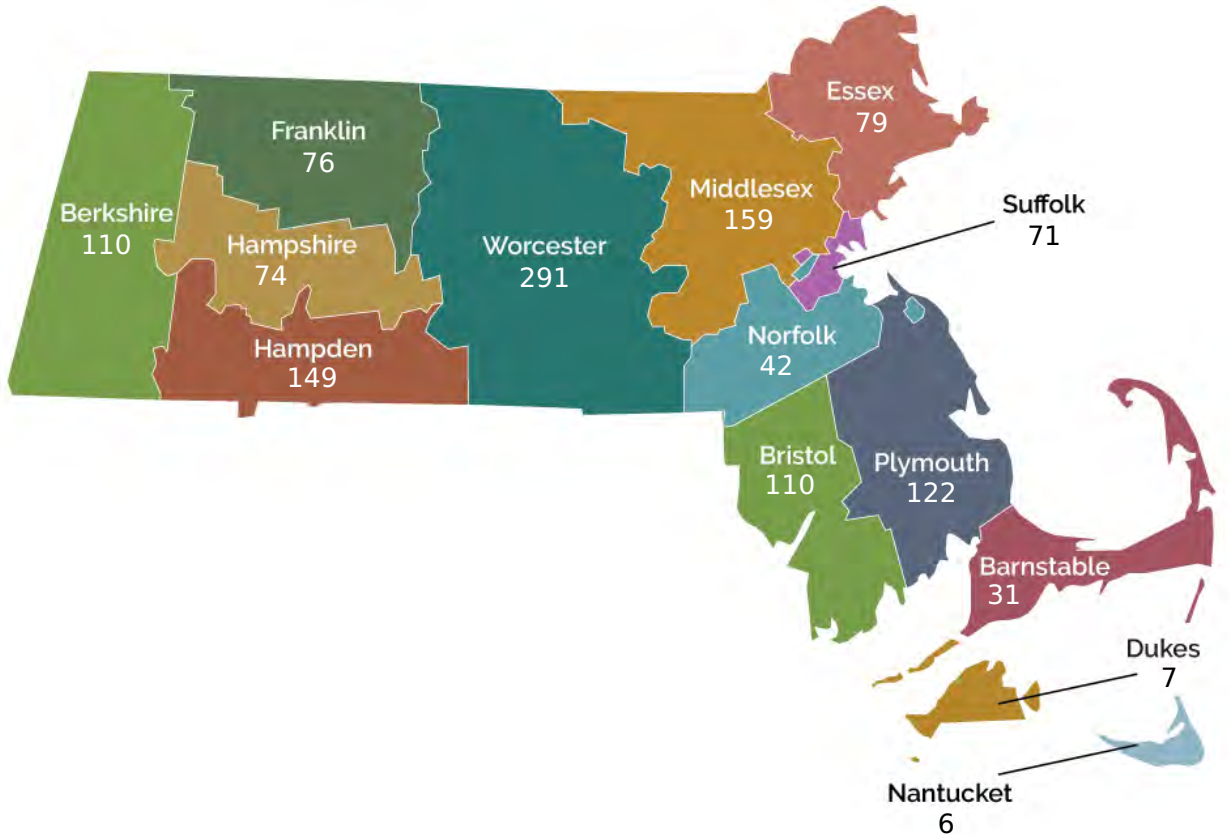 Essex
79
Franklin
76
Middlesex
159
Suffolk
71
Berkshire
110
Hampshire
74
Worcester
291
Norfolk
42
Hampden
149
Bristol
110
Plymouth
122
Barnstable
31
Dukes
7
Nantucket
6